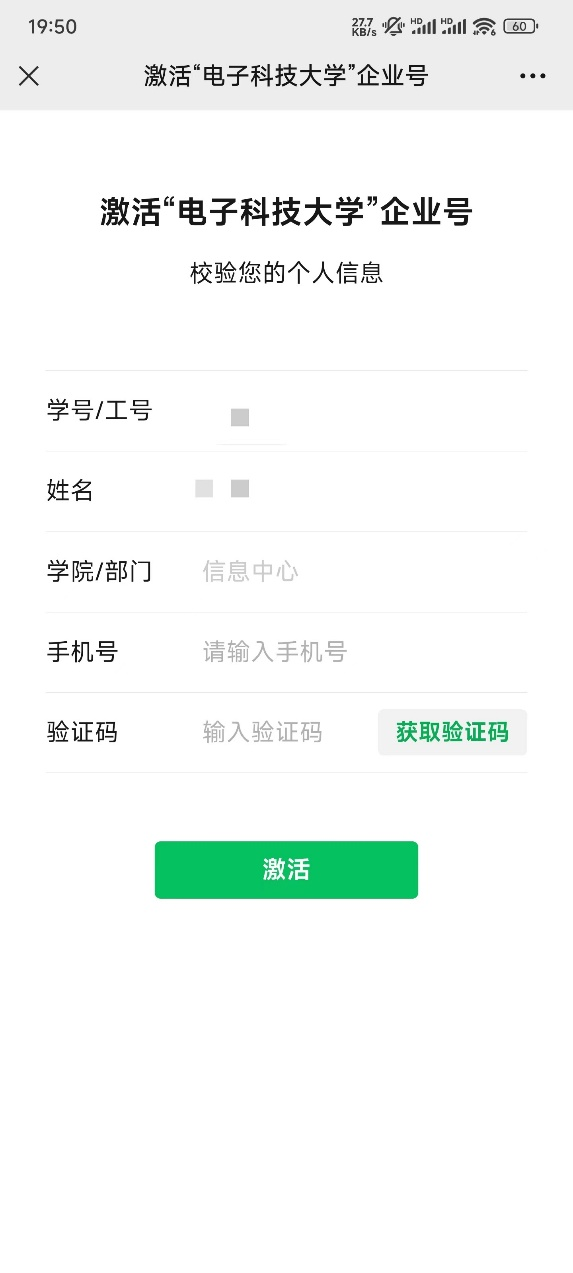 19:50
27.7 KB/s HD HD 6 60
激活“电子科技大学”企业号
激活“电子科技大学”企业号
校验您的个人信息
学号/工号
姓名
学院/部门 信息中心
手机号 请输入手机号
验证码 输入验证码 获取验证码
激活